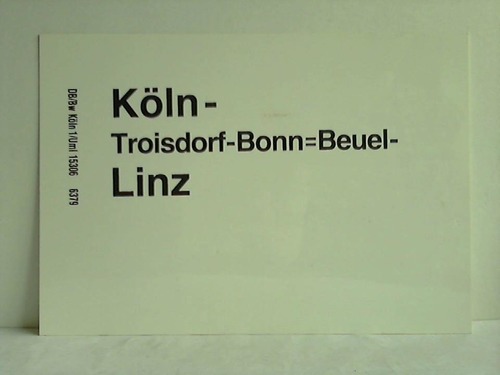 Köln-
Troisdorf-Bonn=Beuel-
Linz
DB/Bw Köln 1/Uml 15306 6379